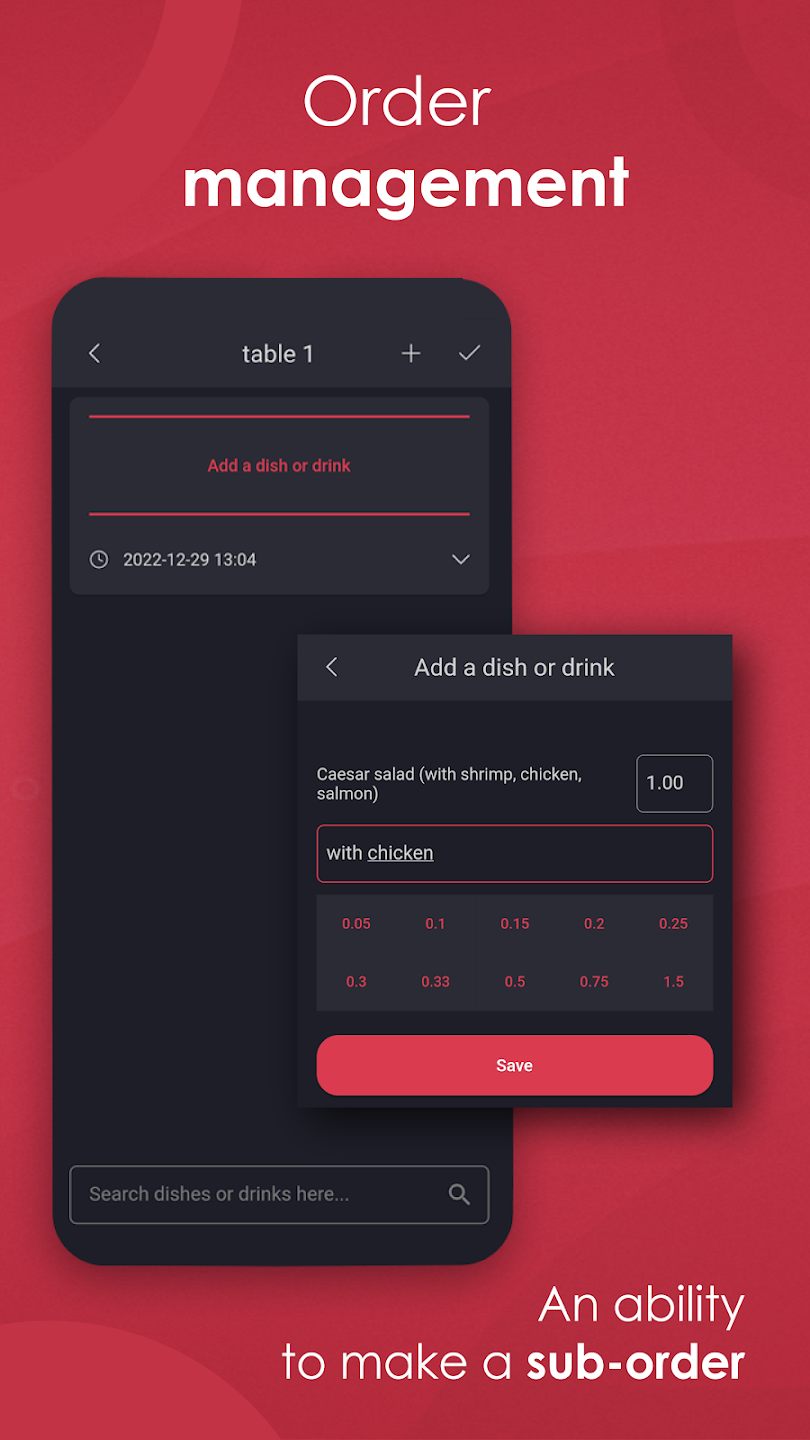 Order
management
table 1
Add a dish or drink
2022-12-29 13:04
Add a dish or drink
Caesar salad (with shrimp, chicken,
salmon)
1.00
with chicken
0.05 0.1 0.15 0.2 0.25
0.3 0.33 0.5 0.75 1.5
Save
Search dishes or drinks here...
An ability
to make a sub-order